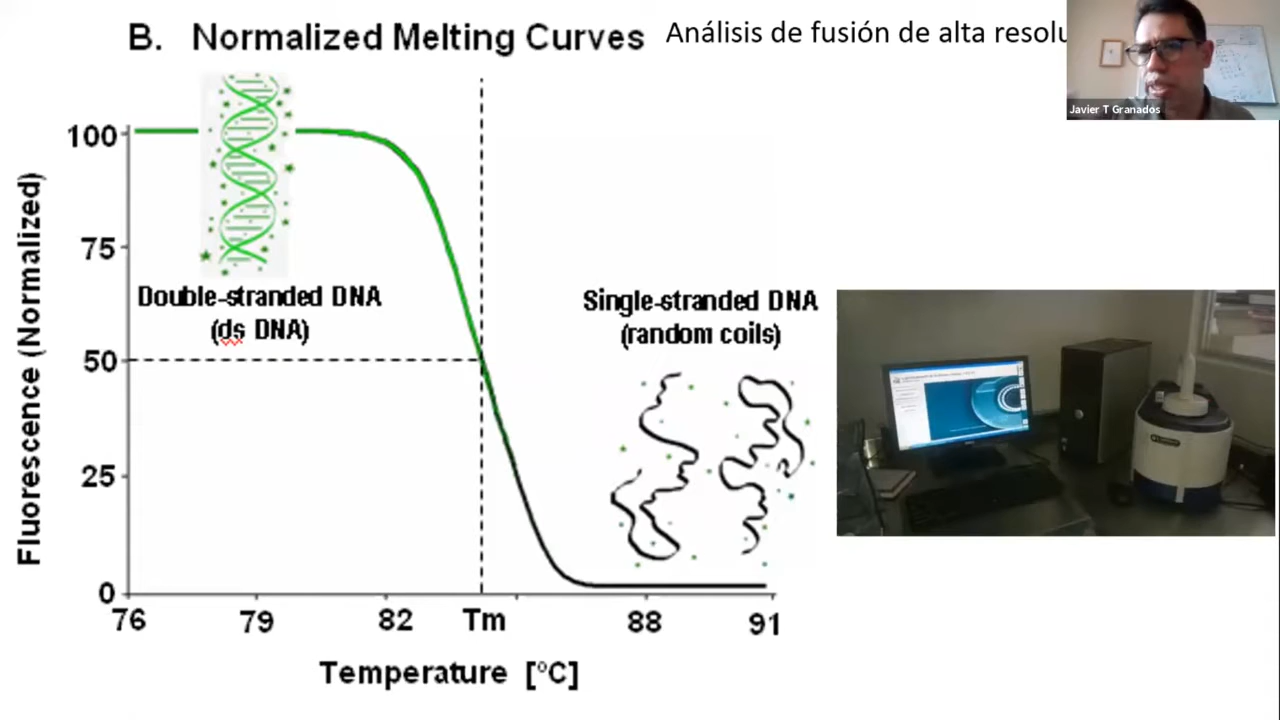 B. Normalized Melting Curves
Análisis de fusión de alta resolu
Javier T Granados
Fluorescence (Normalized)
100
75
50
25
0
Double-stranded DNA
(ds DNA)
Single-stranded DNA
(random coils)
76 79 82 Tm 88 91
Temperature [°C]